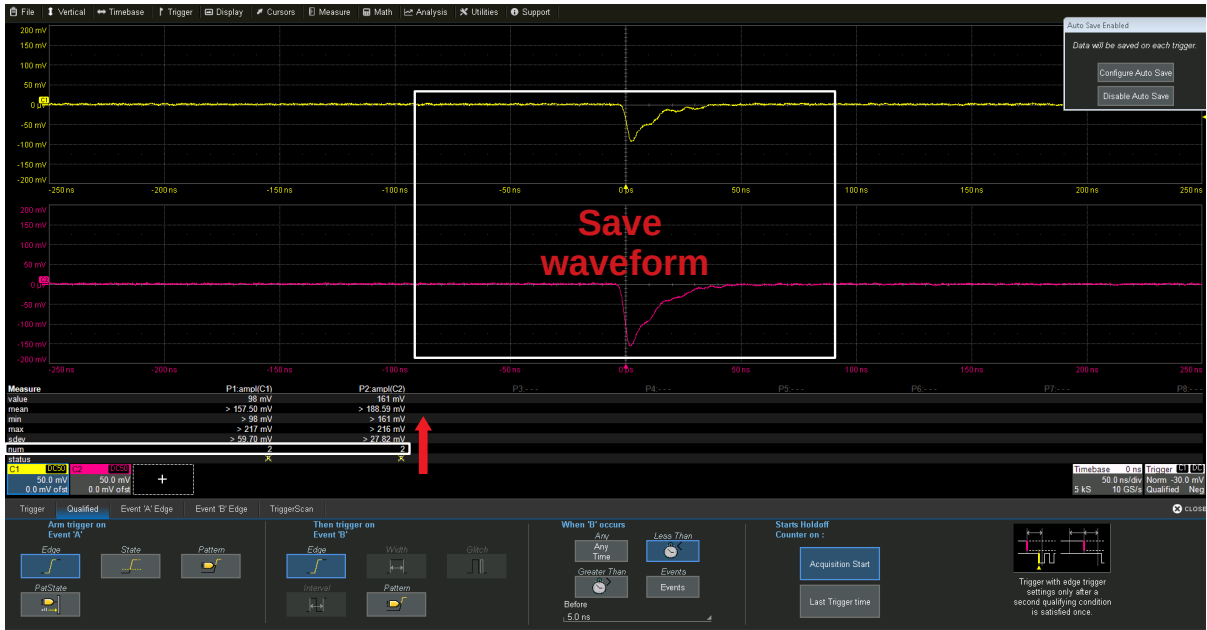 File Vertical Timebase Trigger Display Cursors Measure Math Analysis Utilities Support
Auto Save Enabled
Data will be saved on each trigger.
Configure Auto Save
Disable Auto Save
200 mV
150 mV
100 mV
50 mV
C1
0 µV
-50 mV
-100 mV
-150 mV
-200 mV
-250 ns -200 ns -150 ns -100 ns -50 ns 0 ps 50 ns 100 ns 150 ns 200 ns 250 ns
200 mV
150 mV
100 mV
50 mV
C2
-50 mV
-100 mV
-150 mV
-200 mV
-250 ns -200 ns -150 ns -100 ns -50 ns 0 ps 50 ns 100 ns 150 ns 200 ns 250 ns
Save
waveform
Measure P1:ampl(C1) P2:ampl(C2) P3:--- P4:--- P5:--- P6:--- P7:--- P8:---
value 98 mV 161 mV
mean > 157.50 mV > 188.59 mV
min > 98 mV > 161 mV
max > 217 mV > 216 mV
sdev > 59.70 mV > 27.82 mV
num 2 2
status
C1 DC50 C2 DC50
50.0 mV 50.0 mV
0.0 mV ofst 0.0 mV ofst
+
Timebase 0 ns Trigger C1 DC
50.0 ns/div Norm -30.0 mV
5 kS 10 GS/s Qualified Neg
Trigger Qualified Event 'A' Edge Event 'B' Edge TriggerScan CLOSE
Arm trigger on
Event 'A'
Edge State Pattern
PatState
Then trigger on
Event 'B'
Edge Width Glitch
Interval Pattern
When 'B' occurs
Any Less Than
Any
Time
Greater Than Events
Events
Before
5.0 ns
Starts Holdoff
Counter on :
Acquisition Start
Last Trigger time
Trigger with edge trigger
settings only after a
second qualifying condition
is satisfied once.